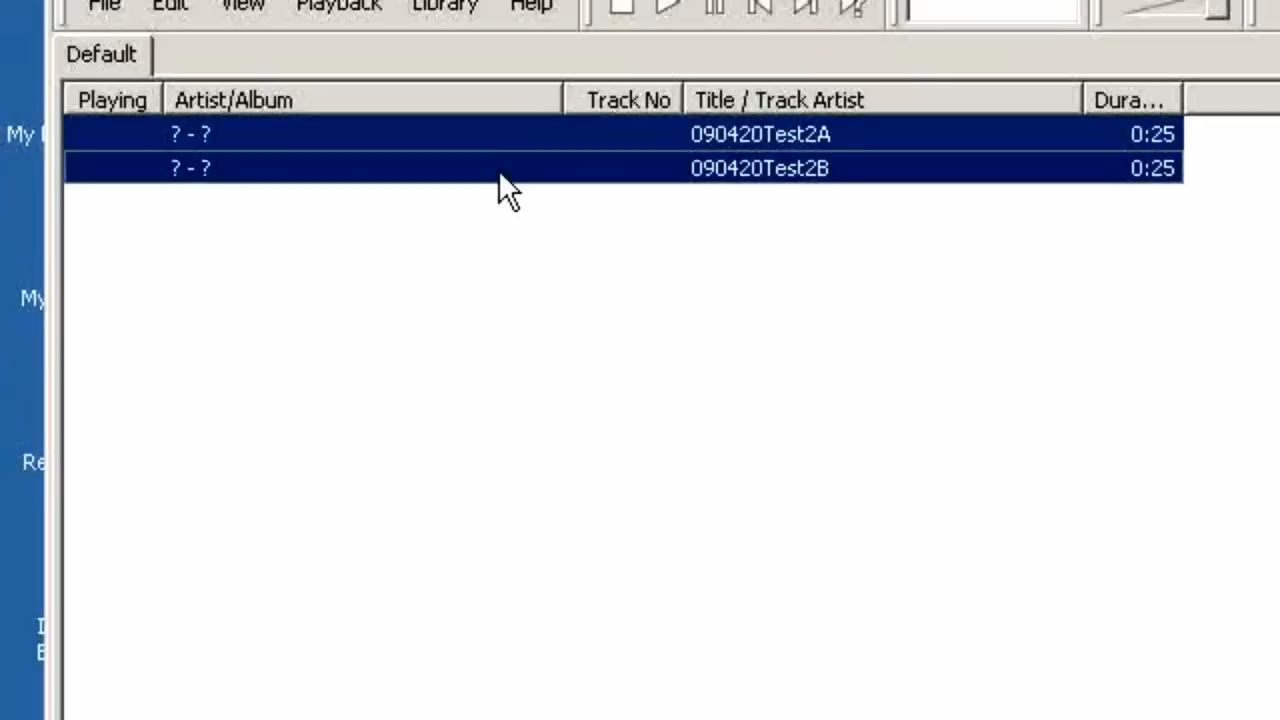 File Edit View Playback Library Help
Default
Playing Artist/Album Track No Title / Track Artist Dura...
? - ? 090420Test2A 0:25
My
? - ? 090420Test2B 0:25
My
Re